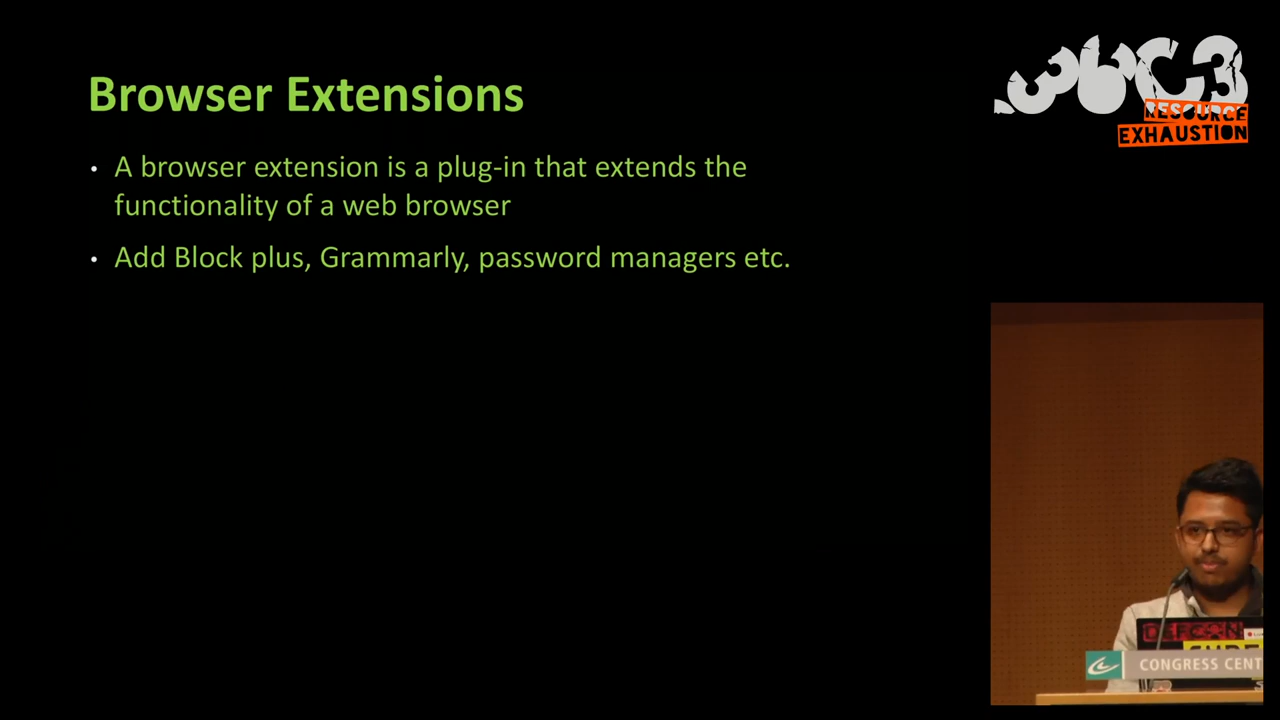 Browser Extensions
• A browser extension is a plug-in that extends the
functionality of a web browser
• Add Block plus, Grammarly, password managers etc.
36C3
RESOURCE
EXHAUSTION
DEFCON
CONGRESS CENT